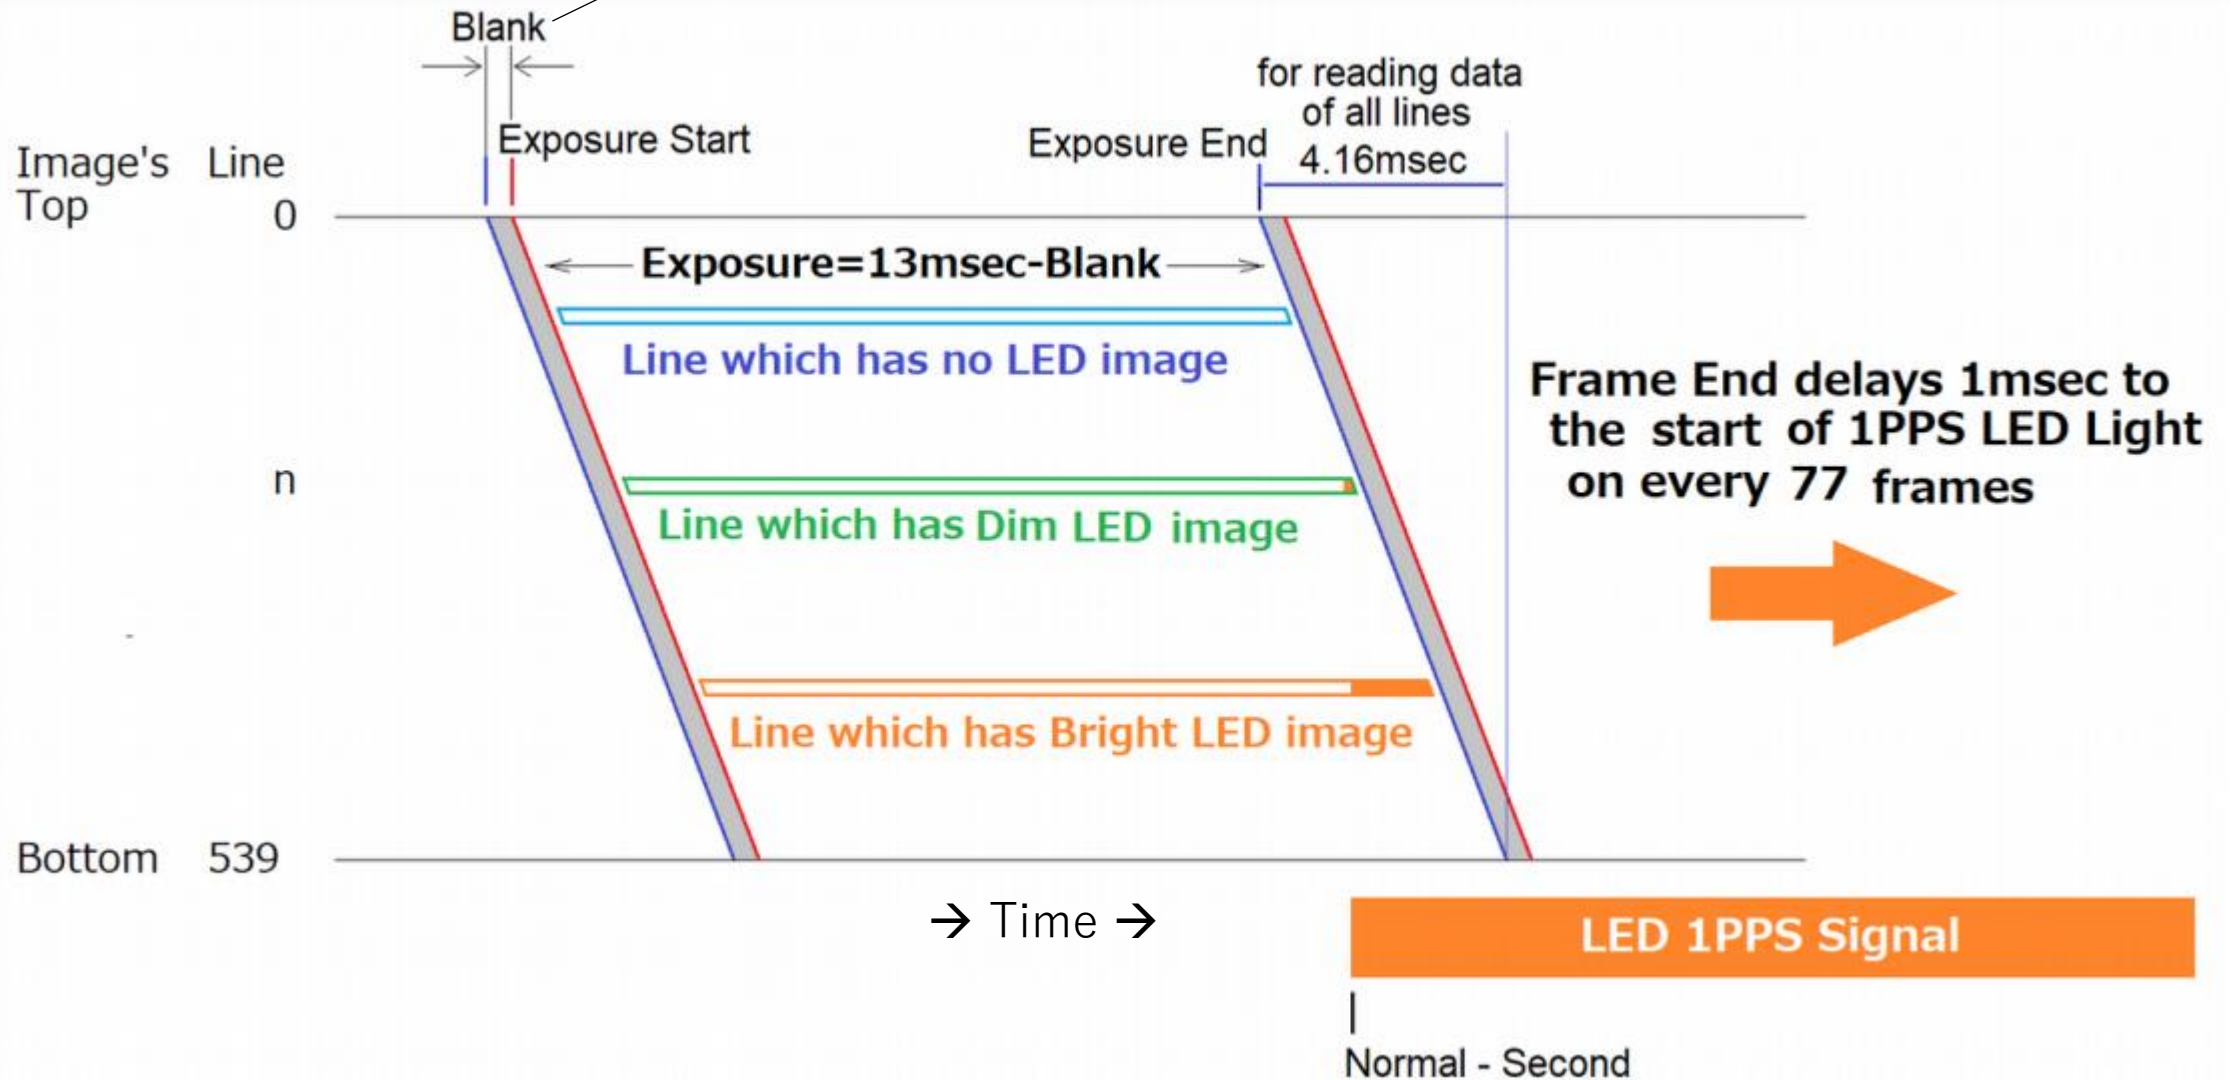 Blank
for reading data
of all lines
4.16msec
Exposure Start
Exposure End
Image's Line
Top
0
Exposure=13msec-Blank
Line which has no LED image
Frame End delays 1msec to
the start of 1PPS LED Light
on every 77 frames
n
Line which has Dim LED image
Line which has Bright LED image
Bottom 539
→ Time →
LED 1PPS Signal
Normal - Second